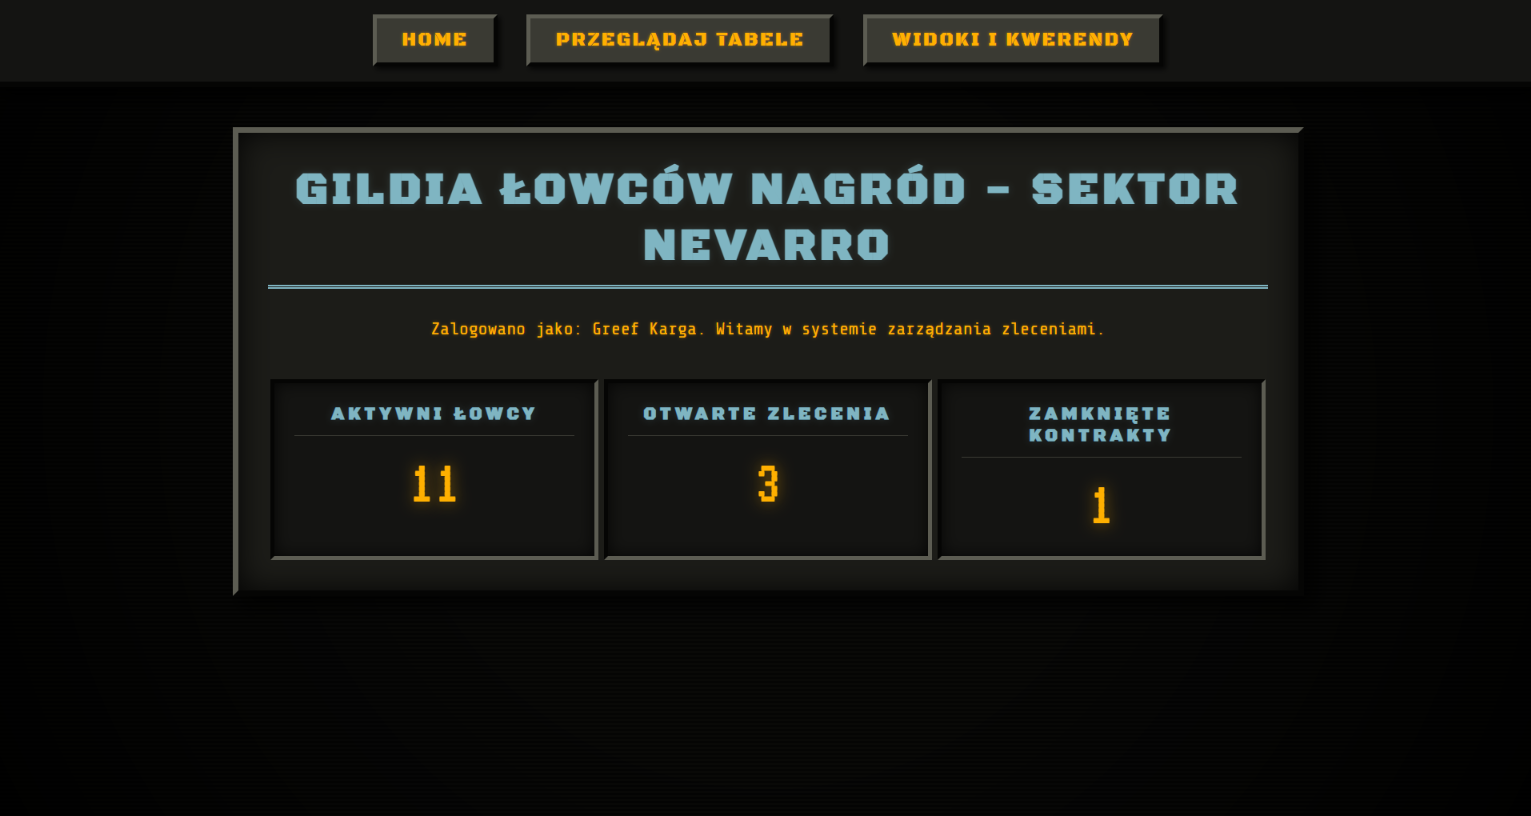 HOME
PRZEGLĄDAJ TABELE
WIDOKI I KWERENDY
GILDIA ŁOWCÓW NAGRÓD - SEKTOR
NEVARRO
Zalogowano jako: Greef Karga. Witamy w systemie zarządzania zleceniami.
AKTYWNI ŁOWCY
11
OTWARTE ZLECENIA
3
ZAMKNIĘTE
KONTRAKTY
1